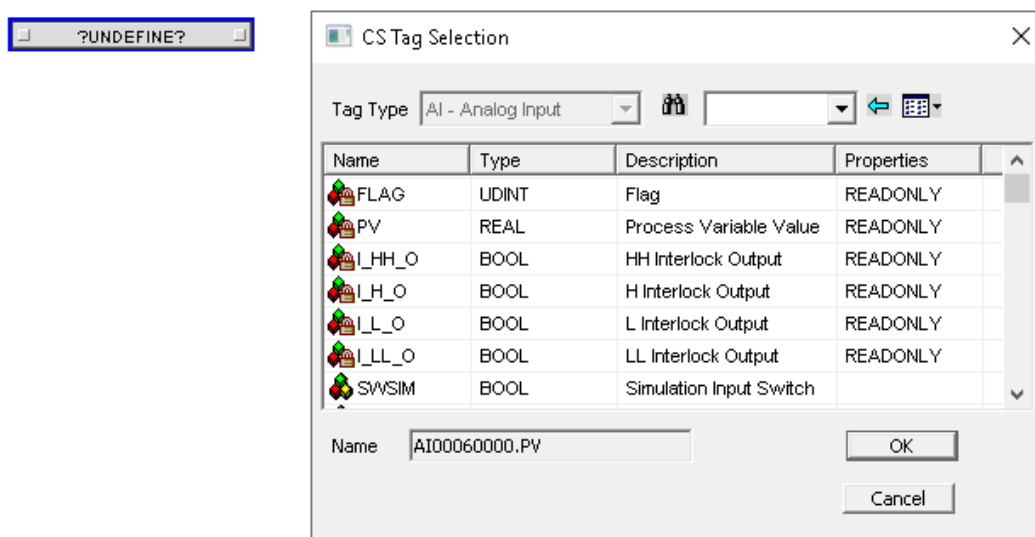 ?UNDEFINE?
CS Tag Selection
Tag Type AI - Analog Input
Name Type Description Properties
FLAG UDINT Flag READONLY
PV REAL Process Variable Value READONLY
I_HH_O BOOL HH Interlock Output READONLY
I_H_O BOOL H Interlock Output READONLY
I_L_O BOOL L Interlock Output READONLY
I_LL_O BOOL LL Interlock Output READONLY
SWSIM BOOL Simulation Input Switch
Name AI00060000.PV OK
Cancel